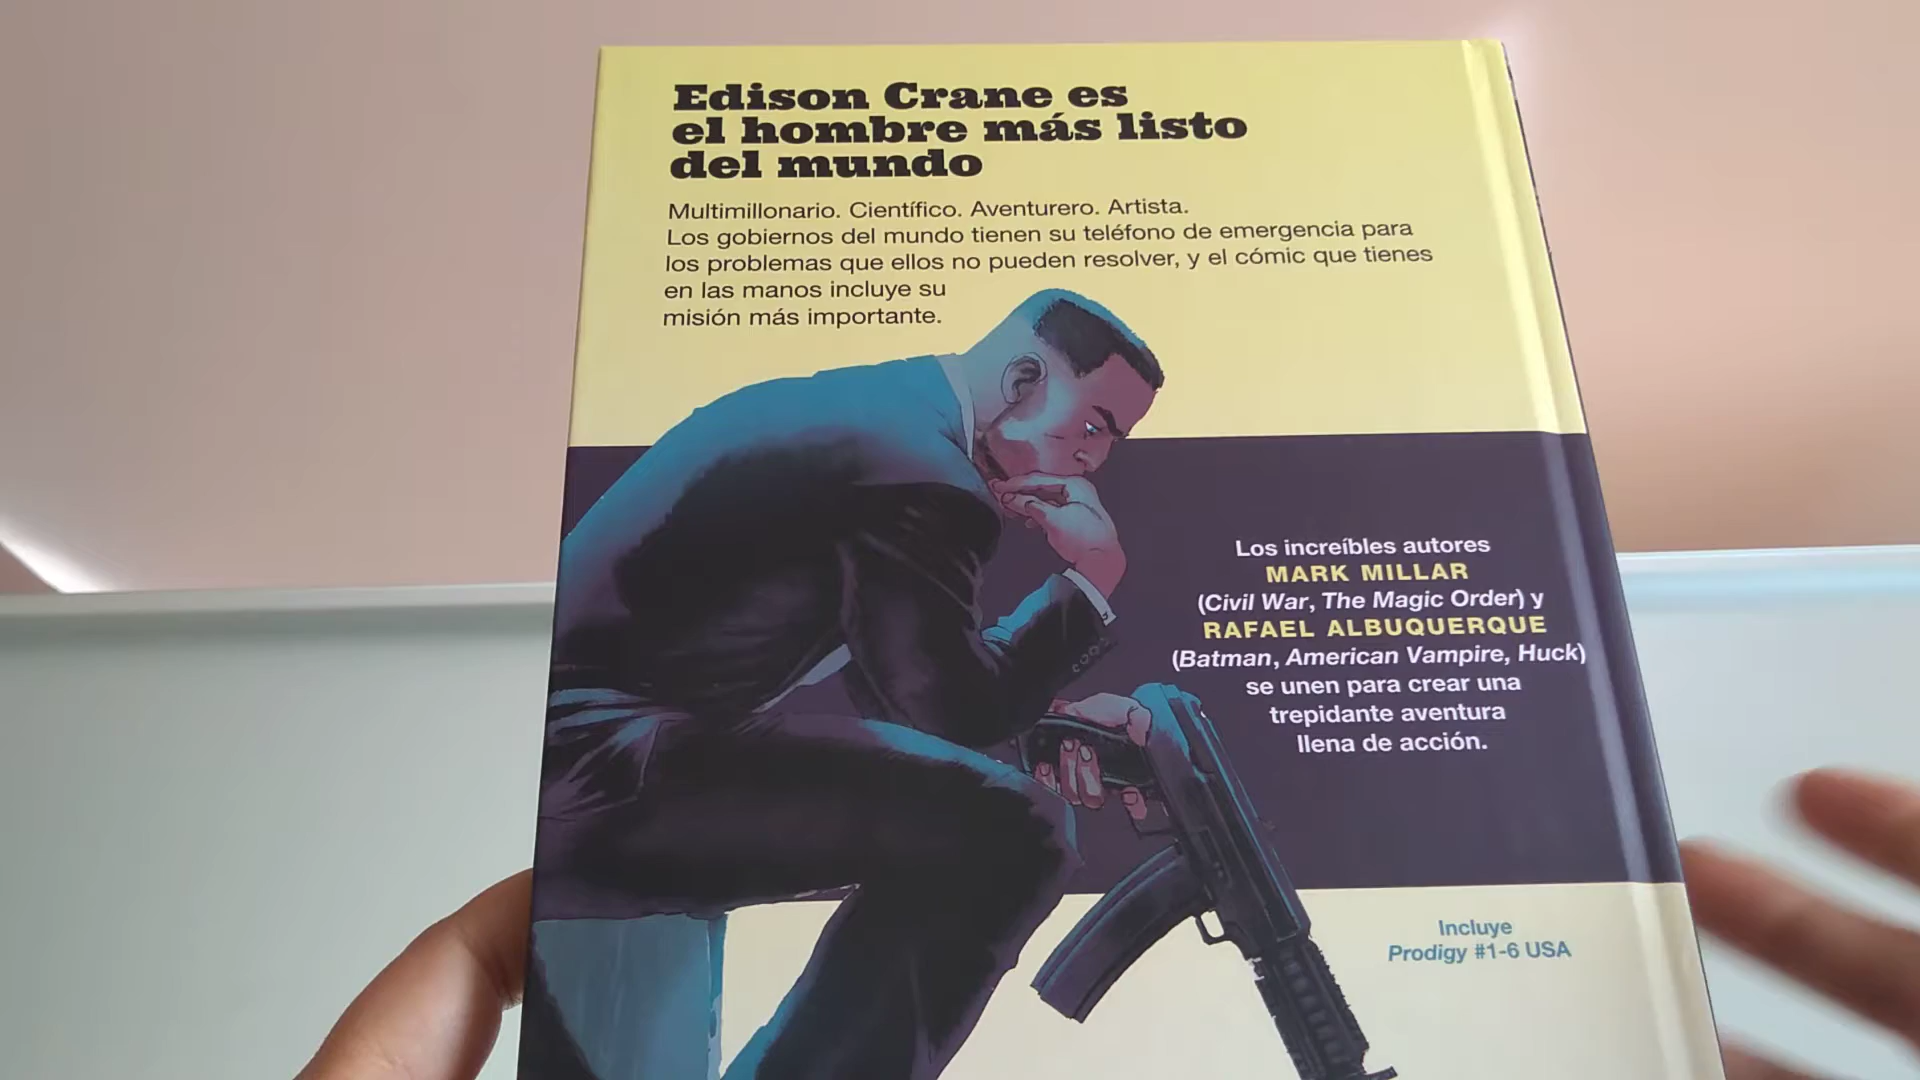 Edison Crane es
el hombre más listo
del mundo
Multimillonario. Científico. Aventurero. Artista.
Los gobiernos del mundo tienen su teléfono de emergencia para
los problemas que ellos no pueden resolver, y el cómic que tienes
en las manos incluye su
misión más importante.
Los increíbles autores
MARK MILLAR
(Civil War, The Magic Order) y
RAFAEL ALBUQUERQUE
(Batman, American Vampire, Huck)
se unen para crear una
trepidante aventura
llena de acción.
Incluye
Prodigy #1-6 USA